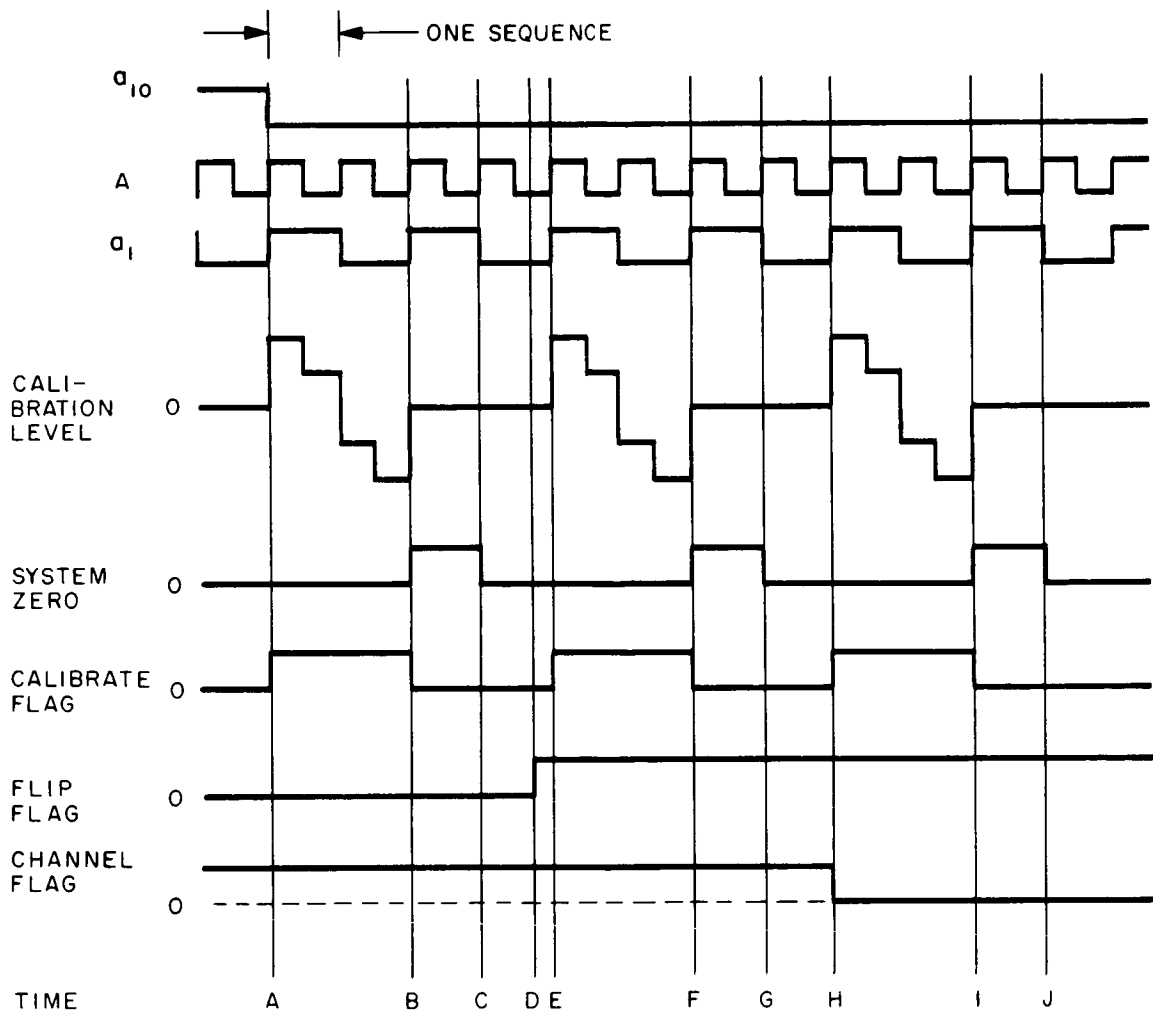 ONE SEQUENCE
a10
A
a1
CALI-
BRATION
LEVEL
0
SYSTEM
ZERO
0
CALIBRATE
FLAG
0
FLIP
FLAG
0
CHANNEL
FLAG
0
TIME A B C D E F G H I J